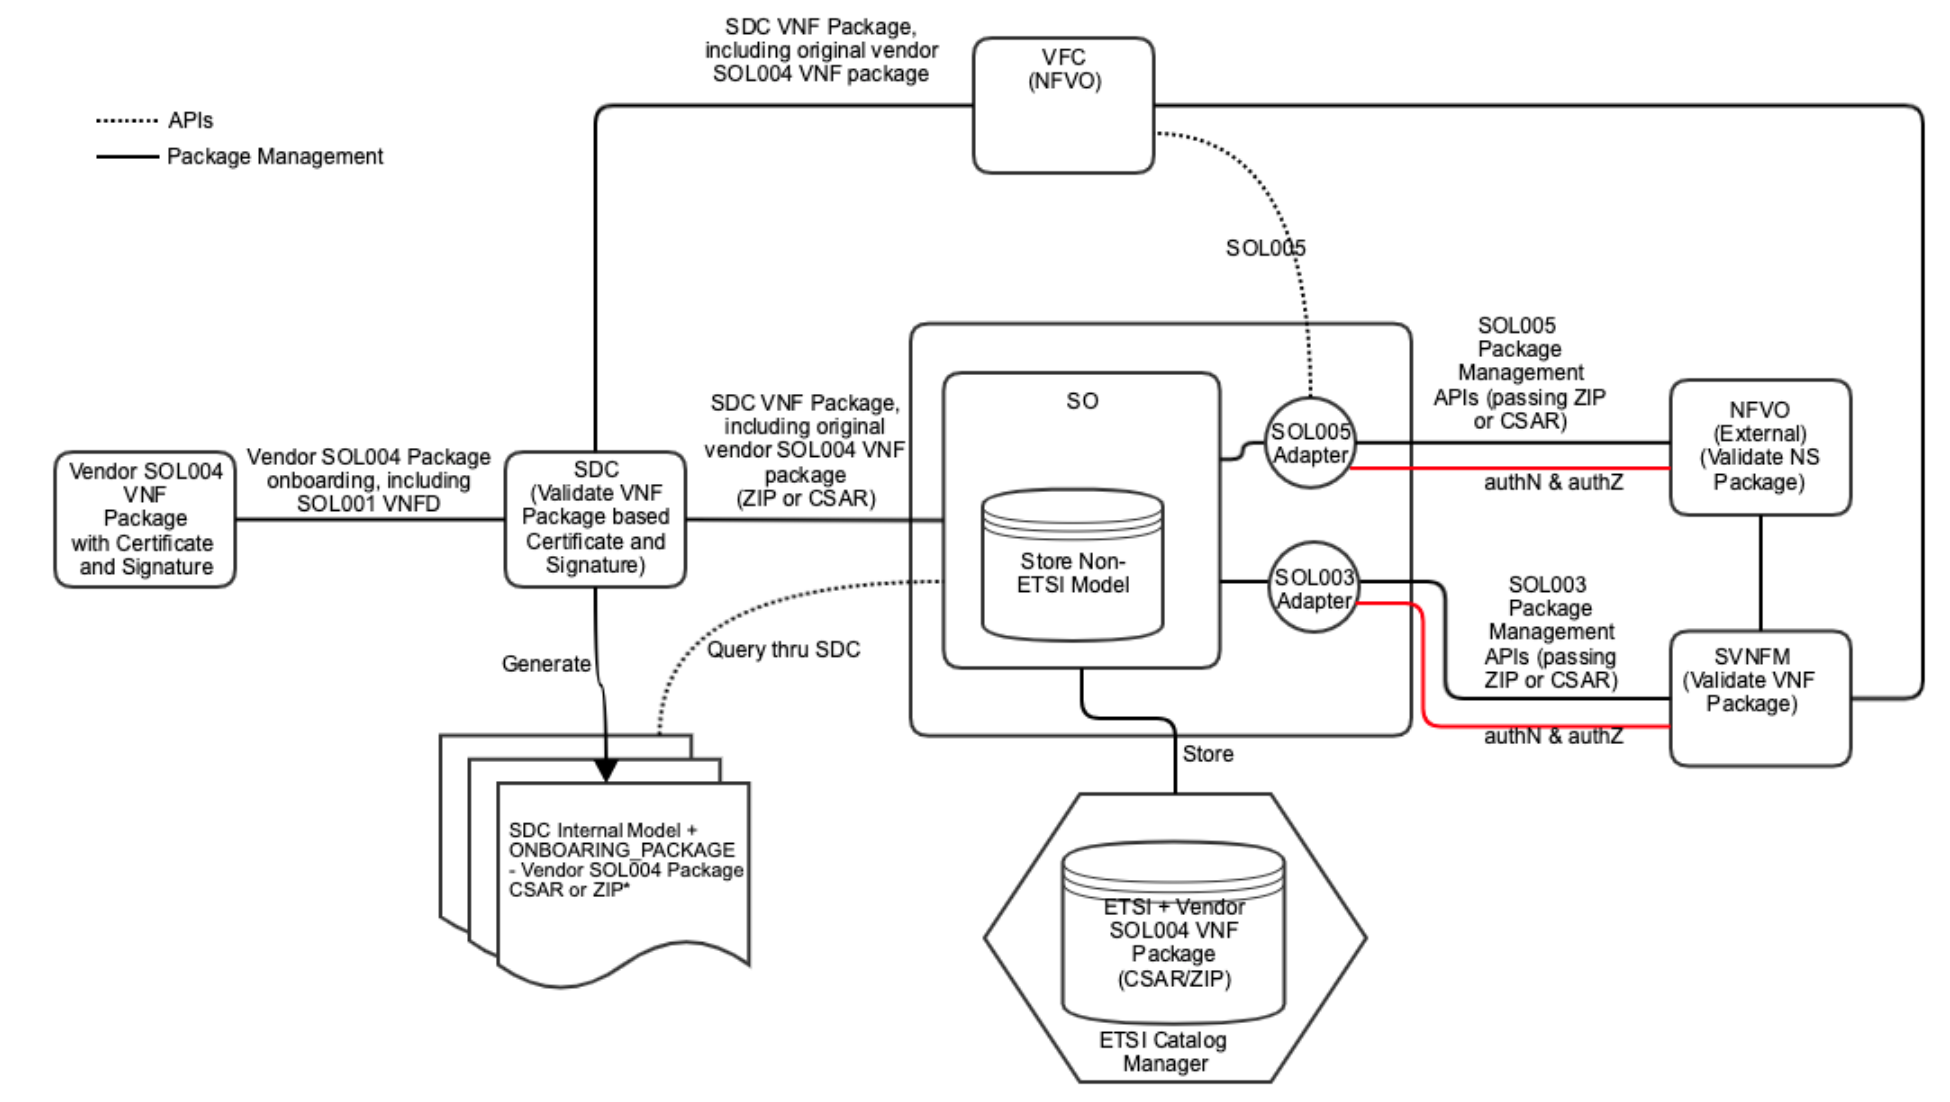 SDC VNF Package,
including original vendor
SOL004 VNF package
VFC
(NFVO)
APIs
Package Management
SOL005
SOL005
Package
Management
APIs (passing ZIP
or CSAR)
SDC VNF Package,
including original
vendor SOL004 VNF
package
(ZIP or CSAR)
SO
SOL005
Adapter
NFVO
(External)
(Validate NS
Package)
authN & authZ
Vendor SOL004
VNF
Package
with Certificate
and Signature
Vendor SOL004 Package
onboarding, including
SOL001 VNFD
SDC
(Validate VNF
Package based
Certificate and
Signature)
Store Non-
ETSI Model
SOL003
Adapter
SOL003
Package
Management
APIs (passing
ZIP or CSAR)
SVNFM
(Validate VNF
Package)
authN & authZ
Generate
Query thru SDC
Store
SDC Internal Model +
ONBOARING_PACKAGE
- Vendor SOL004 Package
CSAR or ZIP*
ETSI + Vendor
SOL004 VNF
Package
(CSAR/ZIP)
ETSI Catalog
Manager